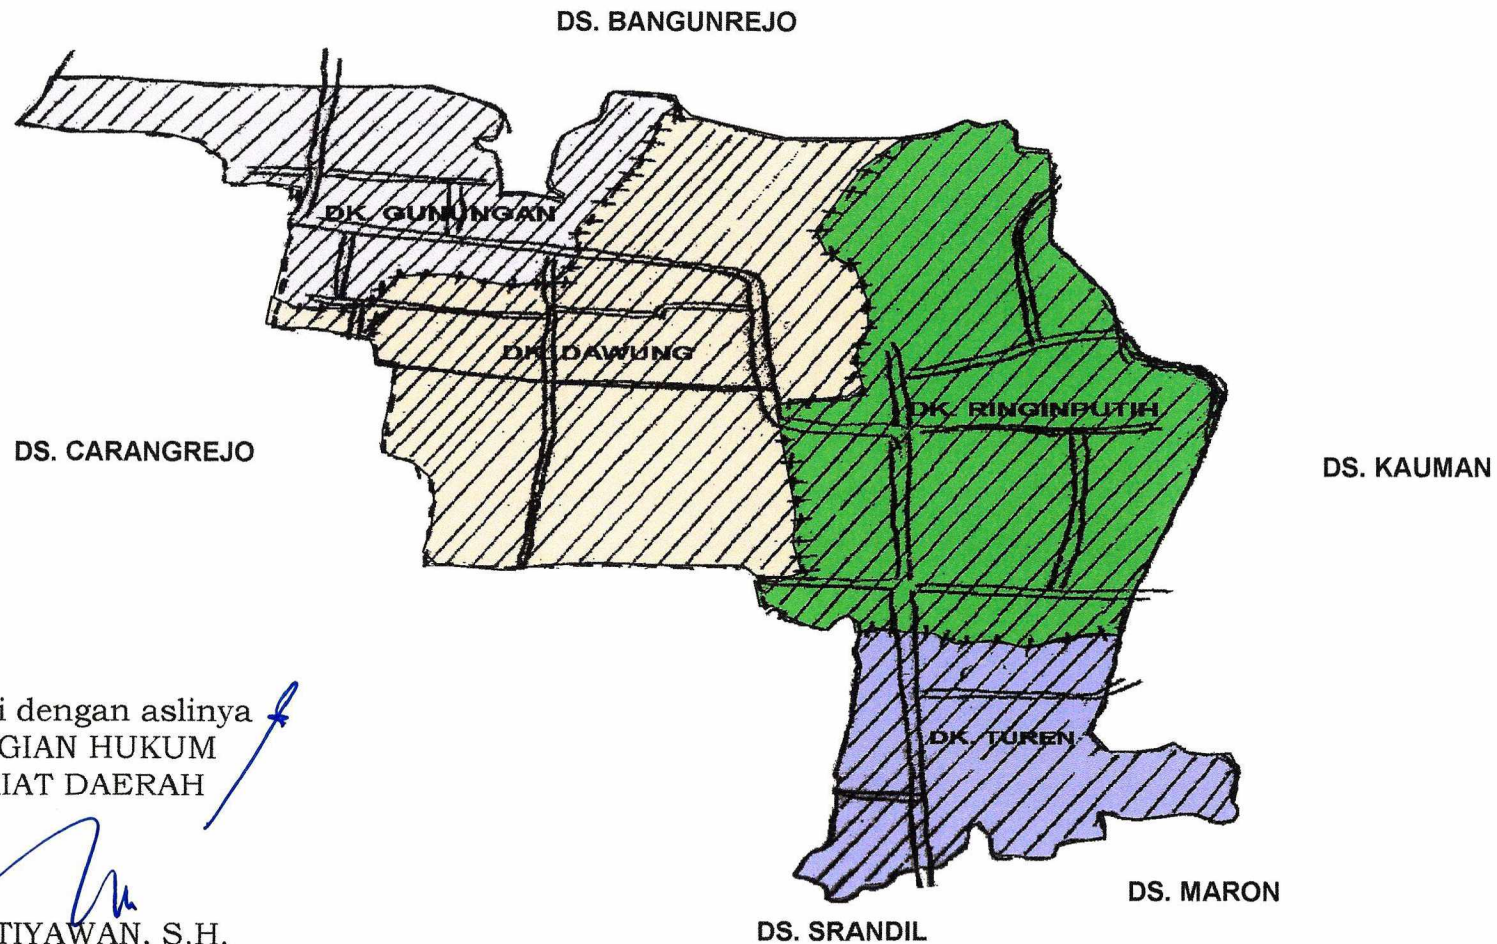 DS. BANGUNREJO
DK. GUNUNGAN
DK. DAWUNG
DK. RINGINPUTIH
DS. CARANGREJO
DS. KAUMAN
i dengan aslinya
GIAN HUKUM
IAT DAERAH
DK. TUREN
DS. MARON
TIYAWAN, S.H.
DS. SRANDIL